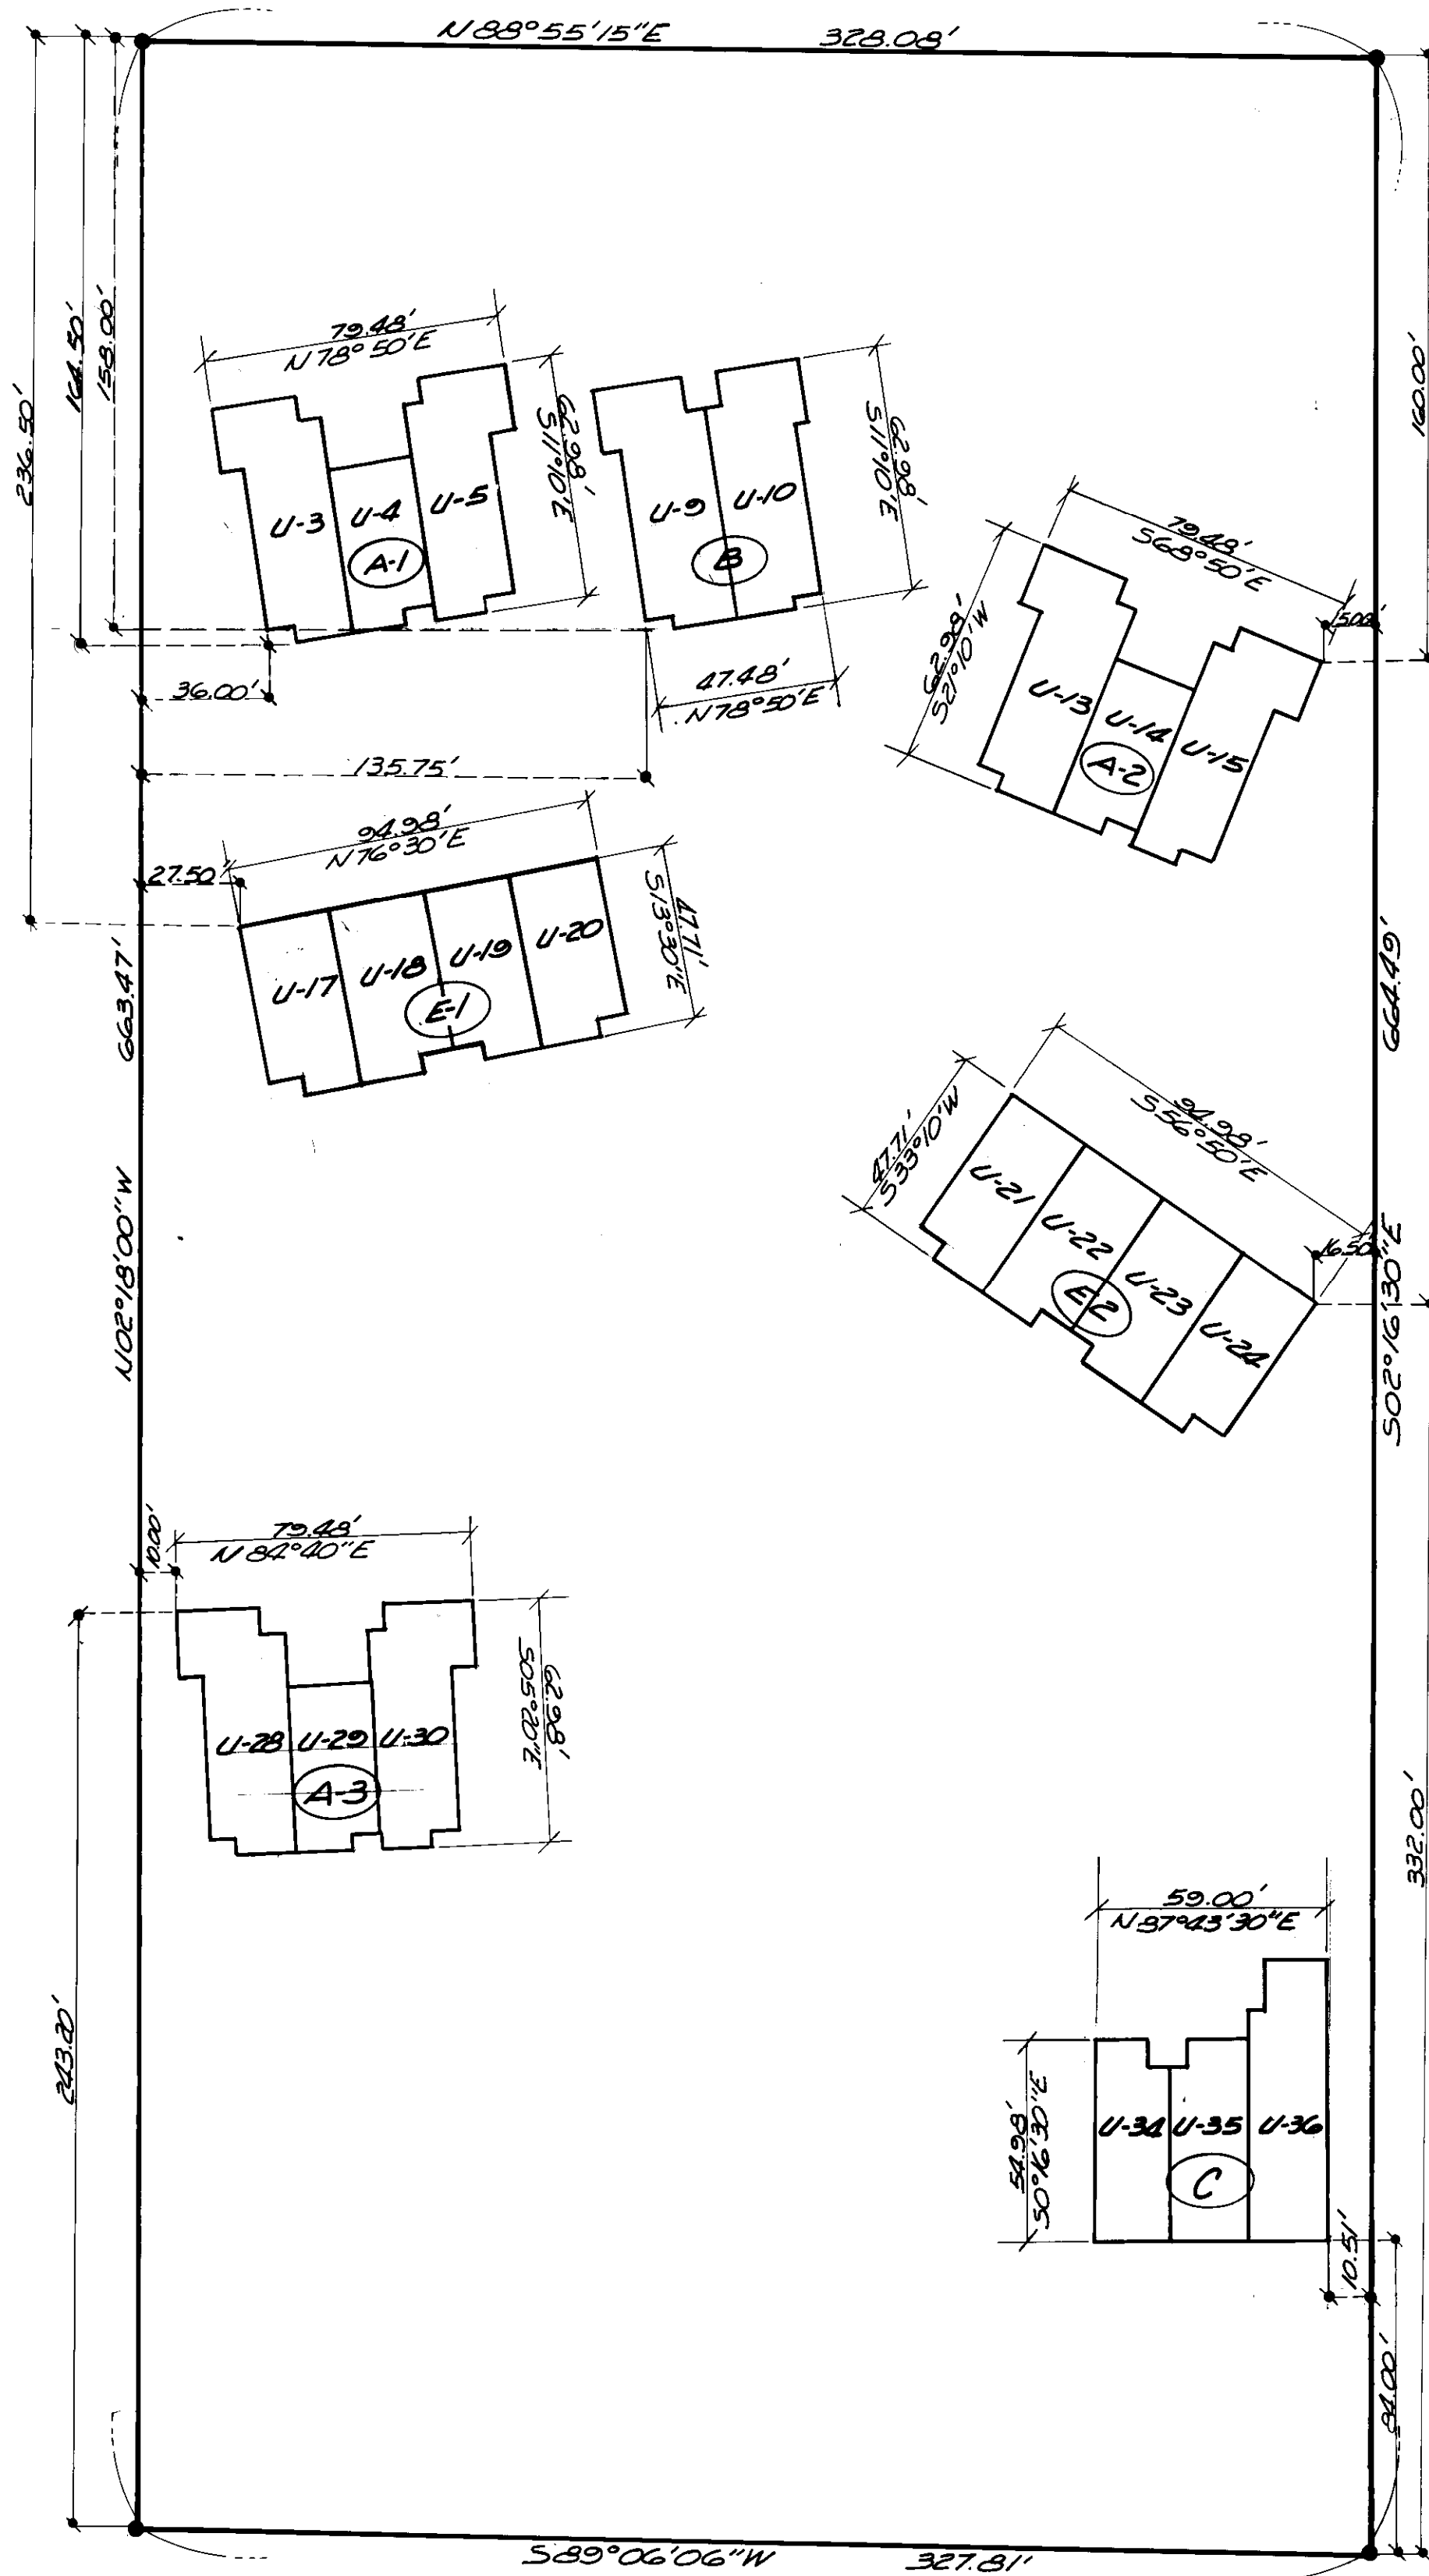 N88°55'15"E 328.08'
236.50'
164.50'
158.00'
160.00'
79.48'
N78°50'E
62.98'
S11°10'E
62.98'
S11°10'E
U-3
U-4
U-5
A-1
U-9
U-10
B
79.48'
S68°50'E
15.00'
62.98'
S21°10'W
U-13
U-14
U-15
A-2
36.00'
47.48'
N78°50'E
135.75'
94.98'
N76°30'E
27.50'
47.71'
S13°30'E
U-17
U-18
U-19
U-20
E-1
663.47'
N02°18'00"W
664.49'
S02°16'30"E
94.98'
S56°50'E
47.71'
S33°10'W
16.50'
U-21
U-22
U-23
U-24
E-2
10.00'
79.48'
N84°40"E
62.98'
S05°20"E
U-28
U-29
U-30
A-3
243.20'
332.00'
59.00'
N87°43'30"E
54.98'
S0°16'30"E
U-34
U-35
U-36
C
10.51'
84.00'
S89°06'06"W 327.81'